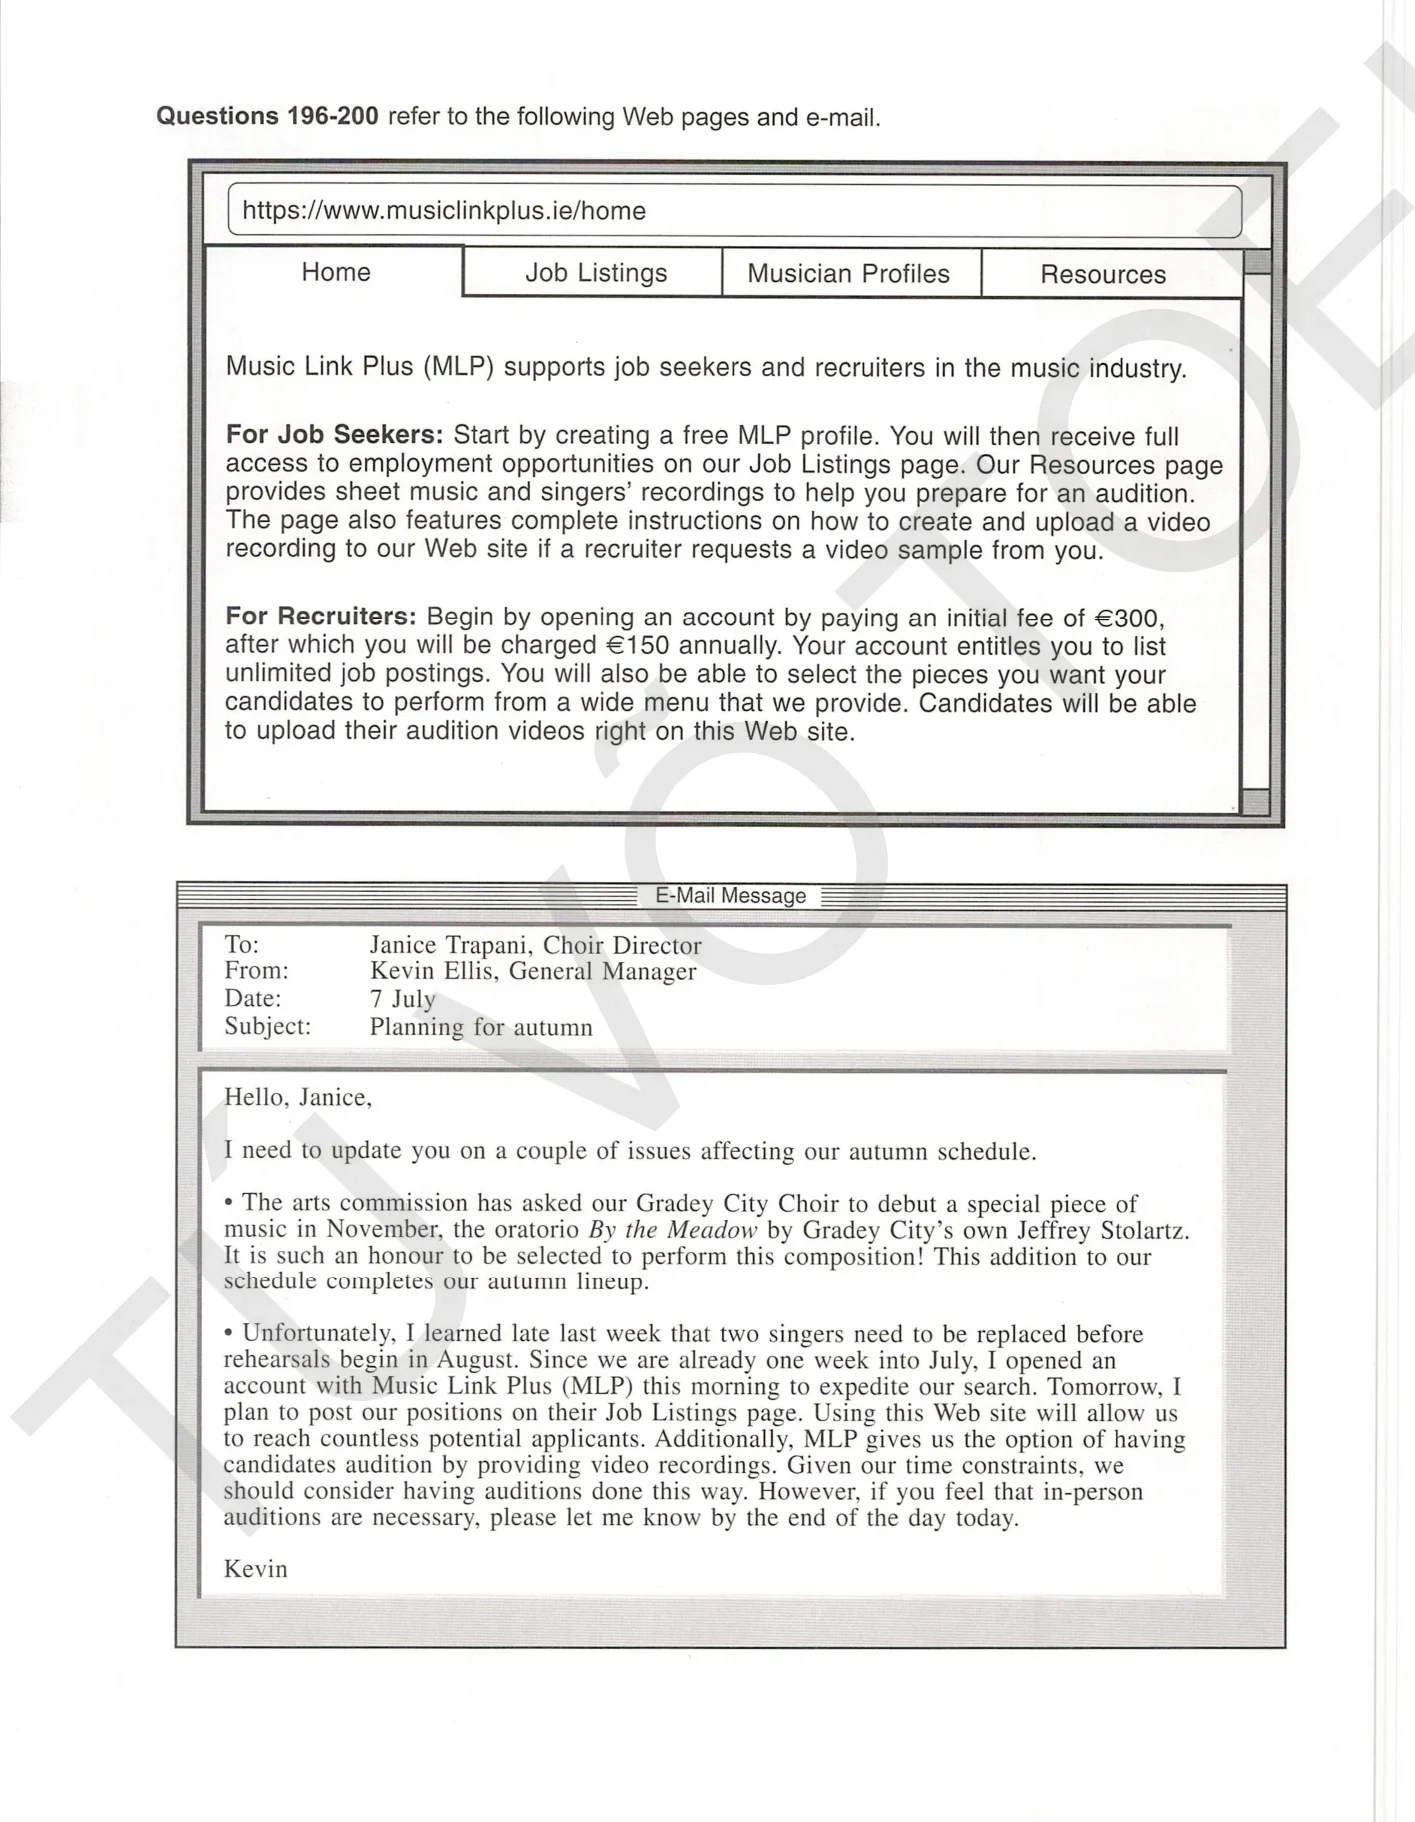 Questions 196-200 refer to the following Web pages and e-mail.
https://www.musiclinkplus.ie/home
Home Job Listings Musician Profiles Resources
Music Link Plus (MLP) supports job seekers and recruiters in the music industry.
For Job Seekers: Start by creating a free MLP profile. You will then receive full
access to employment opportunities on our Job Listings page. Our Resources page
provides sheet music and singers' recordings to help you prepare for an audition.
The page also features complete instructions on how to create and upload a video
recording to our Web site if a recruiter requests a video sample from you.
For Recruiters: Begin by opening an account by paying an initial fee of €300,
after which you will be charged €150 annually. Your account entitles you to list
unlimited job postings. You will also be able to select the pieces you want your
candidates to perform from a wide menu that we provide. Candidates will be able
to upload their audition videos right on this Web site.
E-Mail Message
To: Janice Trapani, Choir Director
From: Kevin Ellis, General Manager
Date: 7 July
Subject: Planning for autumn
Hello, Janice,
I need to update you on a couple of issues affecting our autumn schedule.
• The arts commission has asked our Gradey City Choir to debut a special piece of
music in November, the oratorio By the Meadow by Gradey City's own Jeffrey Stolartz.
It is such an honour to be selected to perform this composition! This addition to our
schedule completes our autumn lineup.
• Unfortunately, I learned late last week that two singers need to be replaced before
rehearsals begin in August. Since we are already one week into July, I opened an
account with Music Link Plus (MLP) this morning to expedite our search. Tomorrow, I
plan to post our positions on their Job Listings page. Using this Web site will allow us
to reach countless potential applicants. Additionally, MLP gives us the option of having
candidates audition by providing video recordings. Given our time constraints, we
should consider having auditions done this way. However, if you feel that in-person
auditions are necessary, please let me know by the end of the day today.
Kevin
TÚ VÕ TOE